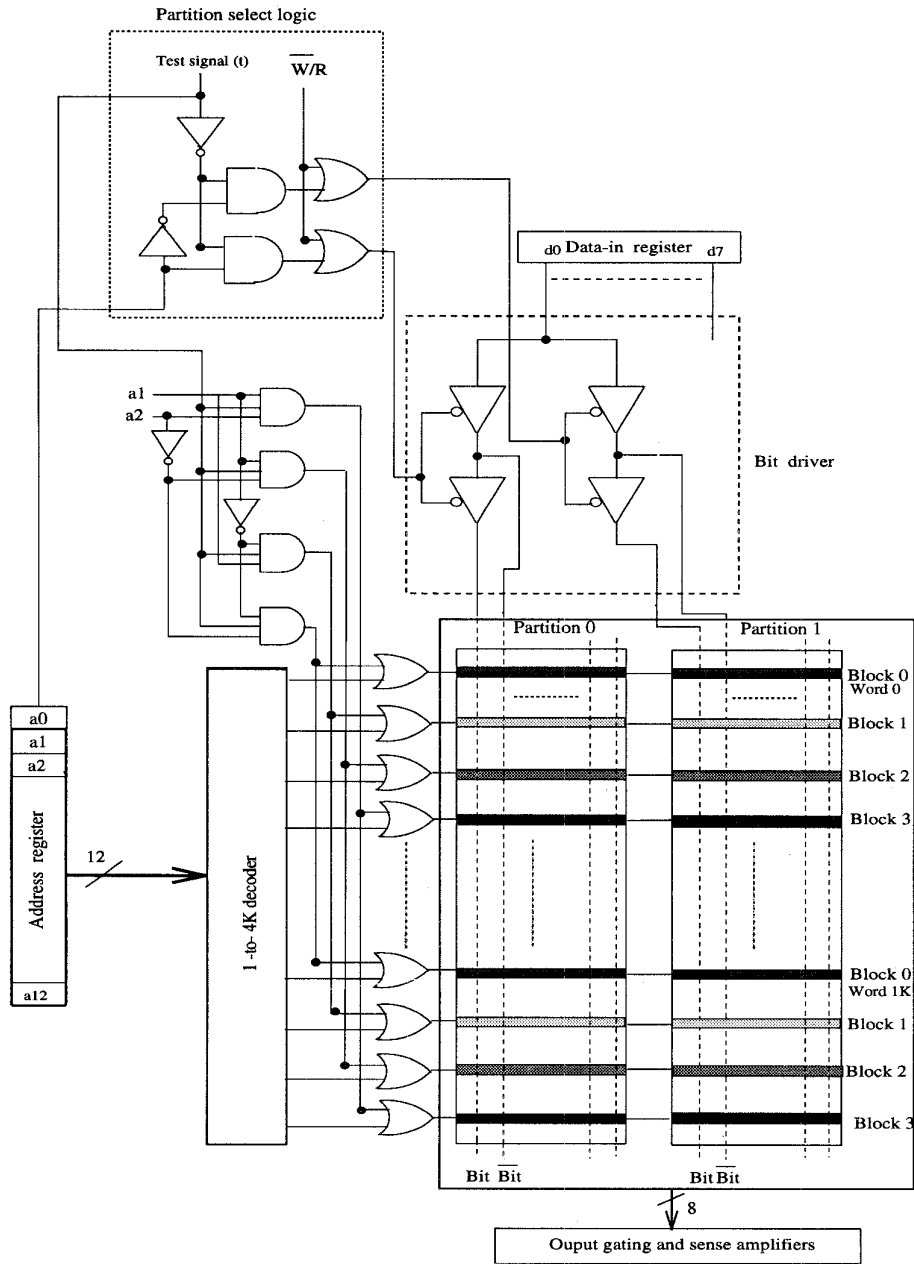 Partition select logic
Test signal (t)
W/R
d0 Data-in register d7
a1
a2
Bit driver
Partition 0
Partition 1
Block 0
Word 0
Block 1
Block 2
Block 3
a0
a1
a2
Address register
a12
12
1-to-4K decoder
Block 0
Word 1K
Block 1
Block 2
Block 3
Bit Bit
Bit Bit
8
Ouput gating and sense amplifiers